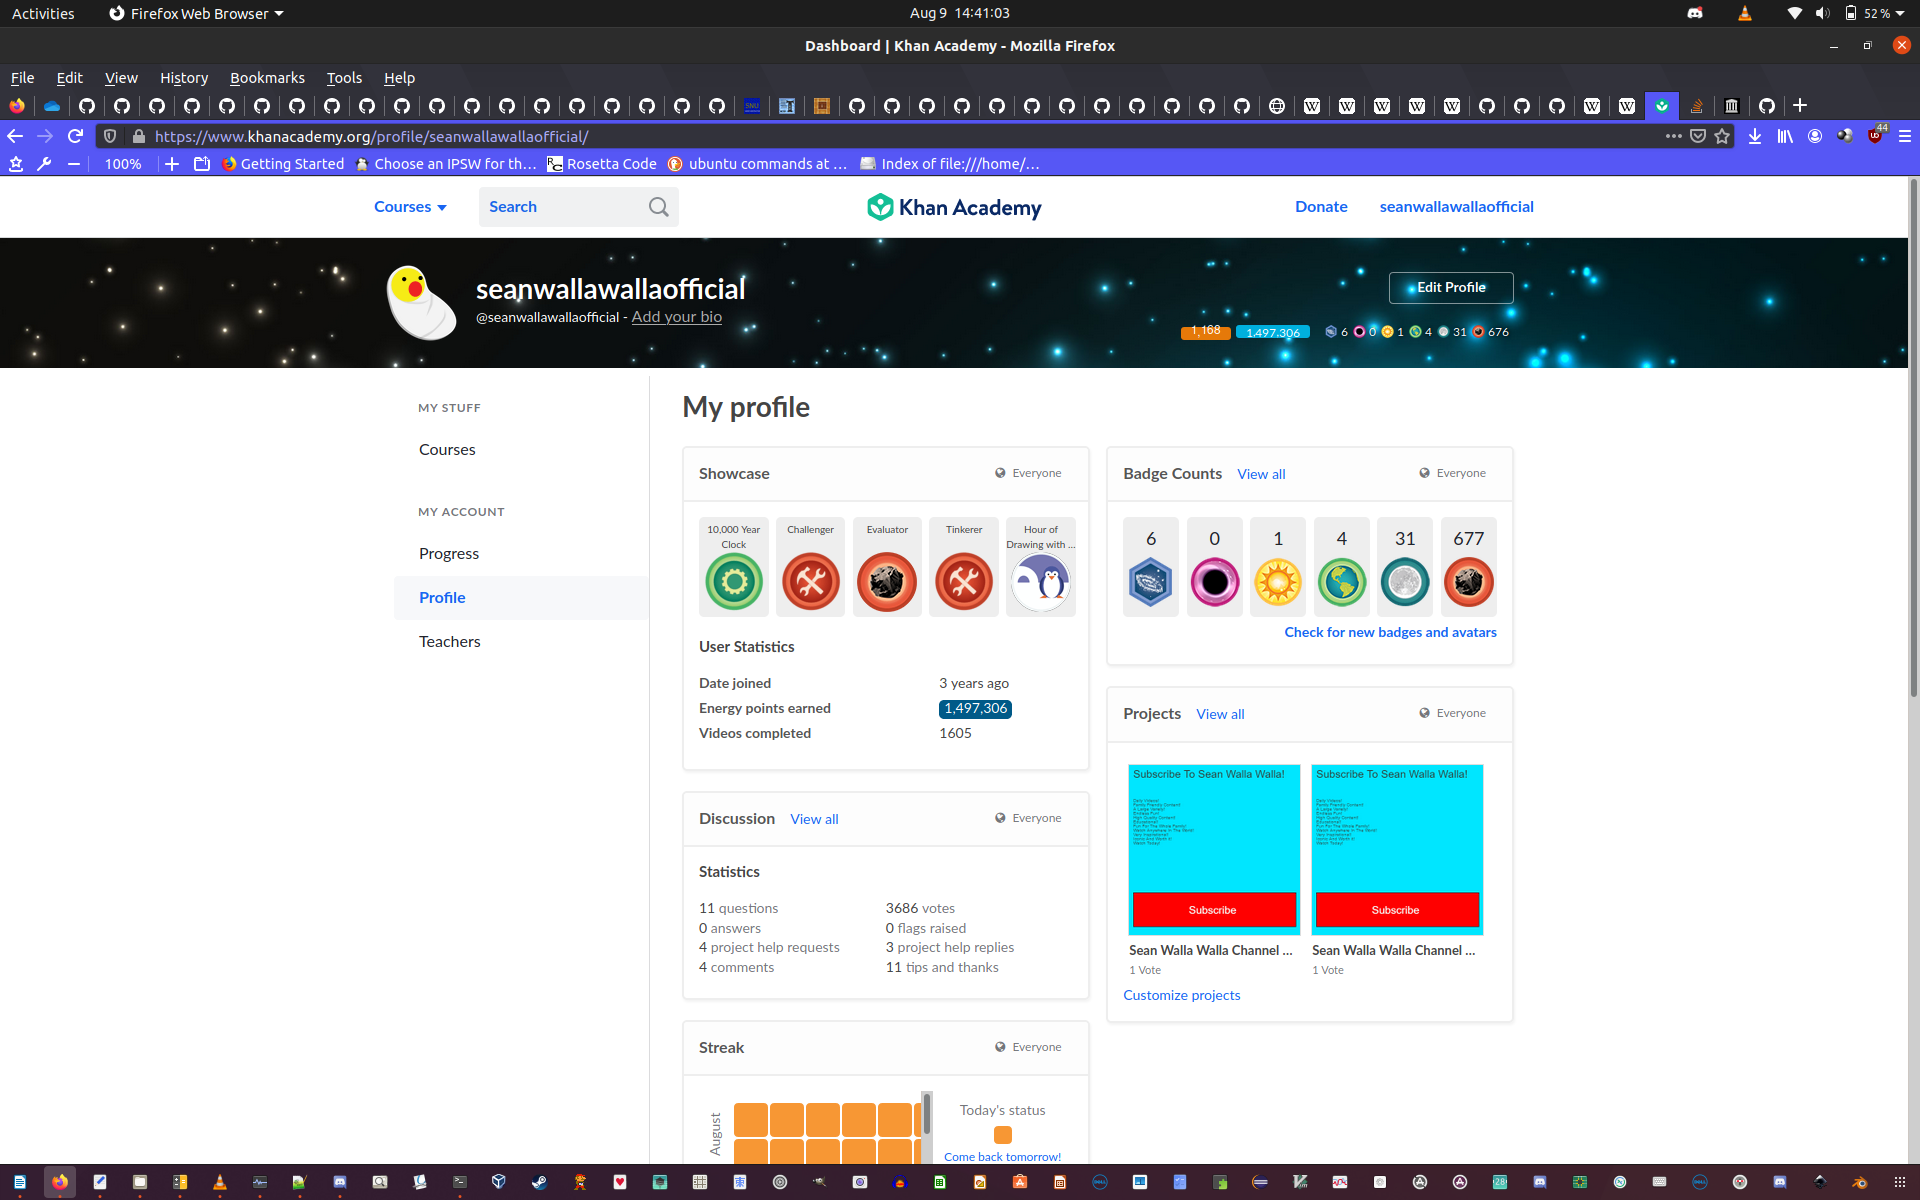 Activities
Firefox Web Browser
Aug 9 14:41:03
52 %
Dashboard | Khan Academy - Mozilla Firefox
File Edit View History Bookmarks Tools Help
https://www.khanacademy.org/profile/seanwallawallaofficial/
44
100%
Getting Started
Choose an IPSW for th…
Rosetta Code
ubuntu commands at …
Index of file:///home/…
Courses
Search
Khan Academy
Donate
seanwallawallaofficial
seanwallawallaofficial
@seanwallawallaofficial - Add your bio
Edit Profile
1,168
1,497,306
6 0 1 4 31 676
MY STUFF
Courses
MY ACCOUNT
Progress
Profile
Teachers
My profile
Showcase
Everyone
10,000 Year Clock
Challenger
Evaluator
Tinkerer
Hour of Drawing with ...
User Statistics
Date joined 3 years ago
Energy points earned 1,497,306
Videos completed 1605
Discussion View all
Everyone
Statistics
11 questions 3686 votes
0 answers 0 flags raised
4 project help requests 3 project help replies
4 comments 11 tips and thanks
Streak
Everyone
August
Today's status
Come back tomorrow!
Badge Counts View all
Everyone
6 0 1 4 31 677
Check for new badges and avatars
Projects View all
Everyone
Subscribe To Sean Walla Walla!
Subscribe
Sean Walla Walla Channel ...
1 Vote
Subscribe To Sean Walla Walla!
Subscribe
Sean Walla Walla Channel ...
1 Vote
Customize projects